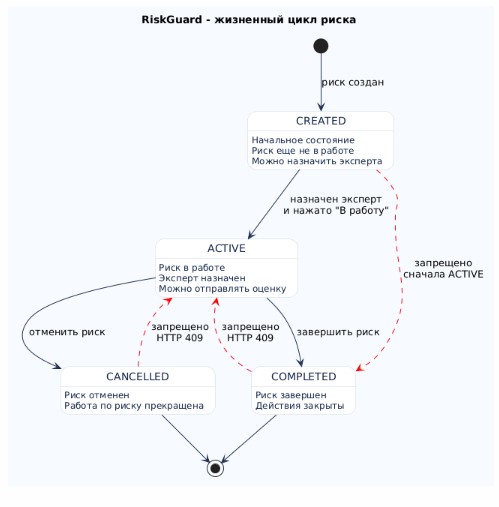 RiskGuard - жизненный цикл риска
риск создан
CREATED
Начальное состояние
Риск еще не в работе
Можно назначить эксперта
назначен эксперт
и нажато "В работу"
запрещено
сначала ACTIVE
ACTIVE
Риск в работе
Эксперт назначен
Можно отправлять оценку
отменить риск
запрещено
HTTP 409
запрещено
HTTP 409
завершить риск
CANCELLED
Риск отменен
Работа по риску прекращена
COMPLETED
Риск завершен
Действия закрыты